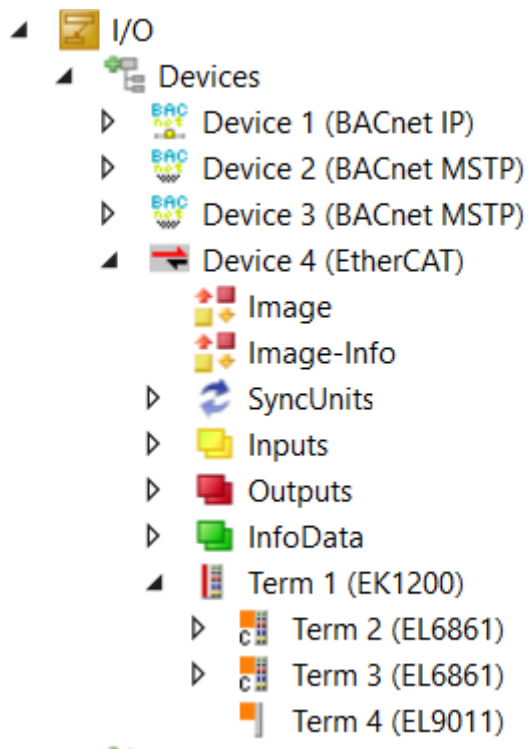 I/O
Devices
Device 1 (BACnet IP)
Device 2 (BACnet MSTP)
Device 3 (BACnet MSTP)
Device 4 (EtherCAT)
Image
Image-Info
SyncUnits
Inputs
Outputs
InfoData
Term 1 (EK1200)
Term 2 (EL6861)
Term 3 (EL6861)
Term 4 (EL9011)